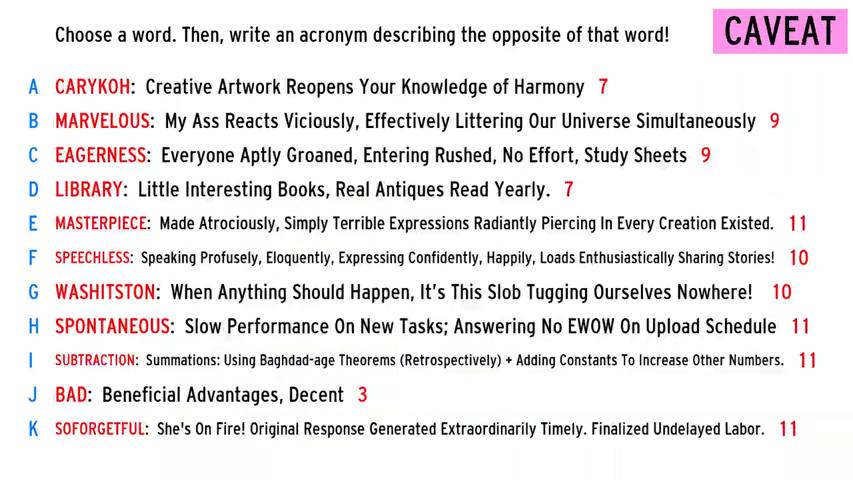 Choose a word. Then, write an acronym describing the opposite of that word!
CAVEAT
A CARYKOH: Creative Artwork Reopens Your Knowledge of Harmony 7
B MARVELOUS: My Ass Reacts Viciously, Effectively Littering Our Universe Simultaneously 9
C EAGERNESS: Everyone Aptly Groaned, Entering Rushed, No Effort, Study Sheets 9
D LIBRARY: Little Interesting Books, Real Antiques Read Yearly. 7
E MASTERPIECE: Made Atrociously, Simply Terrible Expressions Radiantly Piercing In Every Creation Existed. 11
F SPEECHLESS: Speaking Profusely, Eloquently, Expressing Confidently, Happily, Loads Enthusiastically Sharing Stories! 10
G WASHITSTON: When Anything Should Happen, It's This Slob Tugging Ourselves Nowhere! 10
H SPONTANEOUS: Slow Performance On New Tasks; Answering No EWOW On Upload Schedule 11
I SUBTRACTION: Summations: Using Baghdad-age Theorems (Retrospectively) + Adding Constants To Increase Other Numbers. 11
J BAD: Beneficial Advantages, Decent 3
K SOFORGETFUL: She's On Fire! Original Response Generated Extraordinarily Timely. Finalized Undelayed Labor. 11